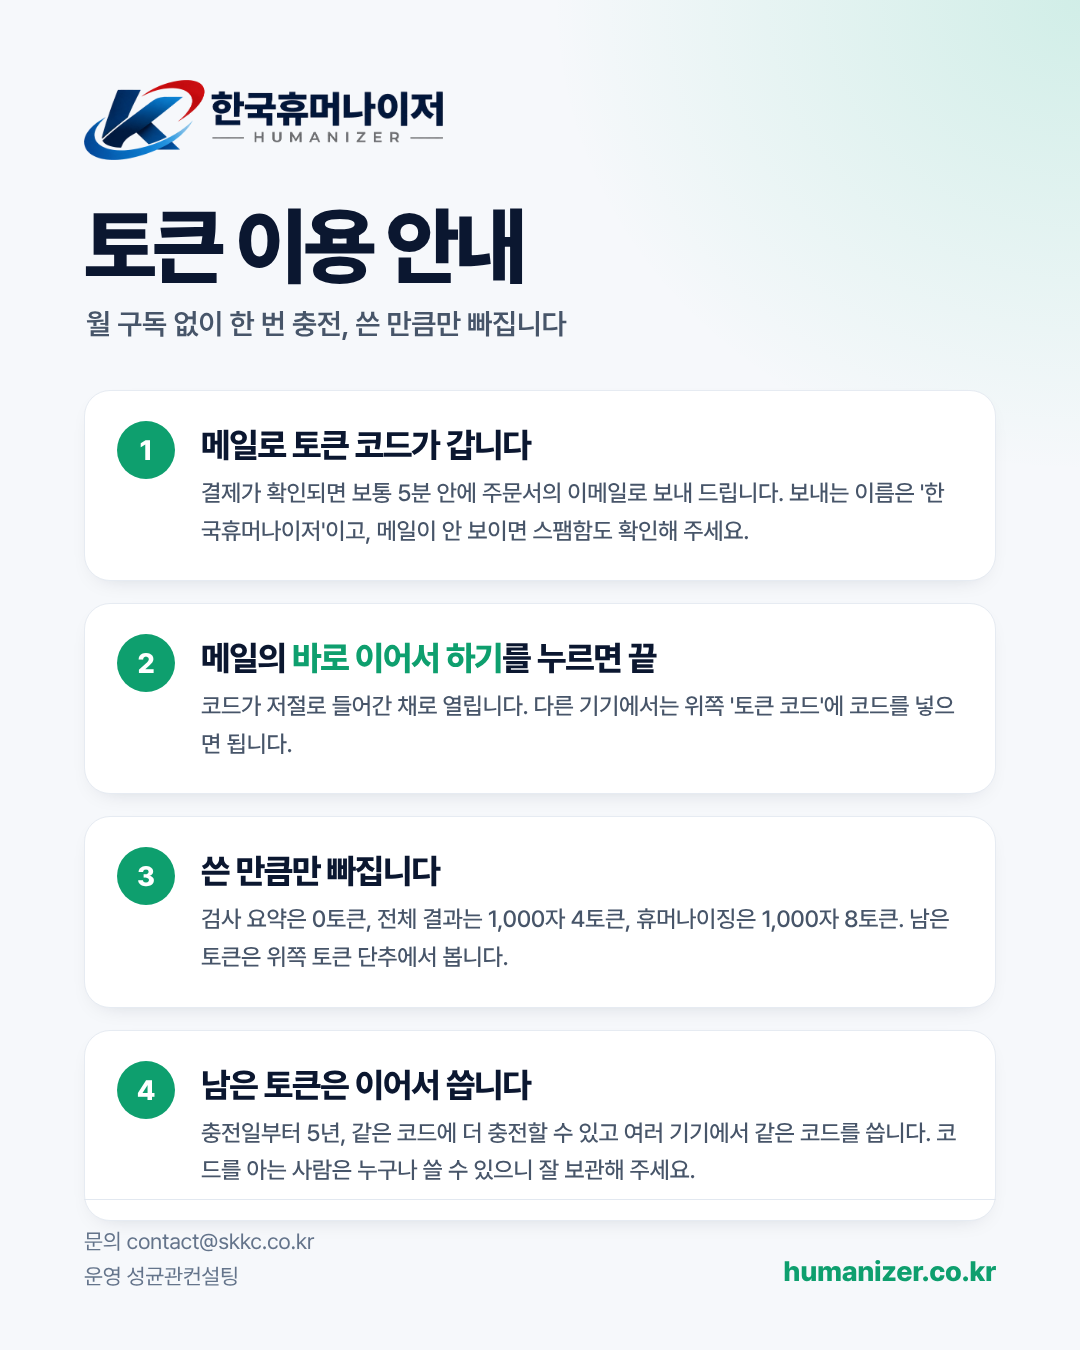 한국휴머나이저
HUMANIZER
토큰 이용 안내
월 구독 없이 한 번 충전, 쓴 만큼만 빠집니다
1
메일로 토큰 코드가 갑니다
결제가 확인되면 보통 5분 안에 주문서의 이메일로 보내 드립니다. 보내는 이름은 '한
국휴머나이저'이고, 메일이 안 보이면 스팸함도 확인해 주세요.
2
메일의 바로 이어서 하기를 누르면 끝
코드가 저절로 들어간 채로 열립니다. 다른 기기에서는 위쪽 '토큰 코드'에 코드를 넣으
면 됩니다.
3
쓴 만큼만 빠집니다
검사 요약은 0토큰, 전체 결과는 1,000자 4토큰, 휴머나이징은 1,000자 8토큰. 남은
토큰은 위쪽 토큰 단추에서 봅니다.
4
남은 토큰은 이어서 씁니다
충전일부터 5년, 같은 코드에 더 충전할 수 있고 여러 기기에서 같은 코드를 씁니다. 코
드를 아는 사람은 누구나 쓸 수 있으니 잘 보관해 주세요.
문의 contact@skkc.co.kr
운영 성균관컨설팅
humanizer.co.kr